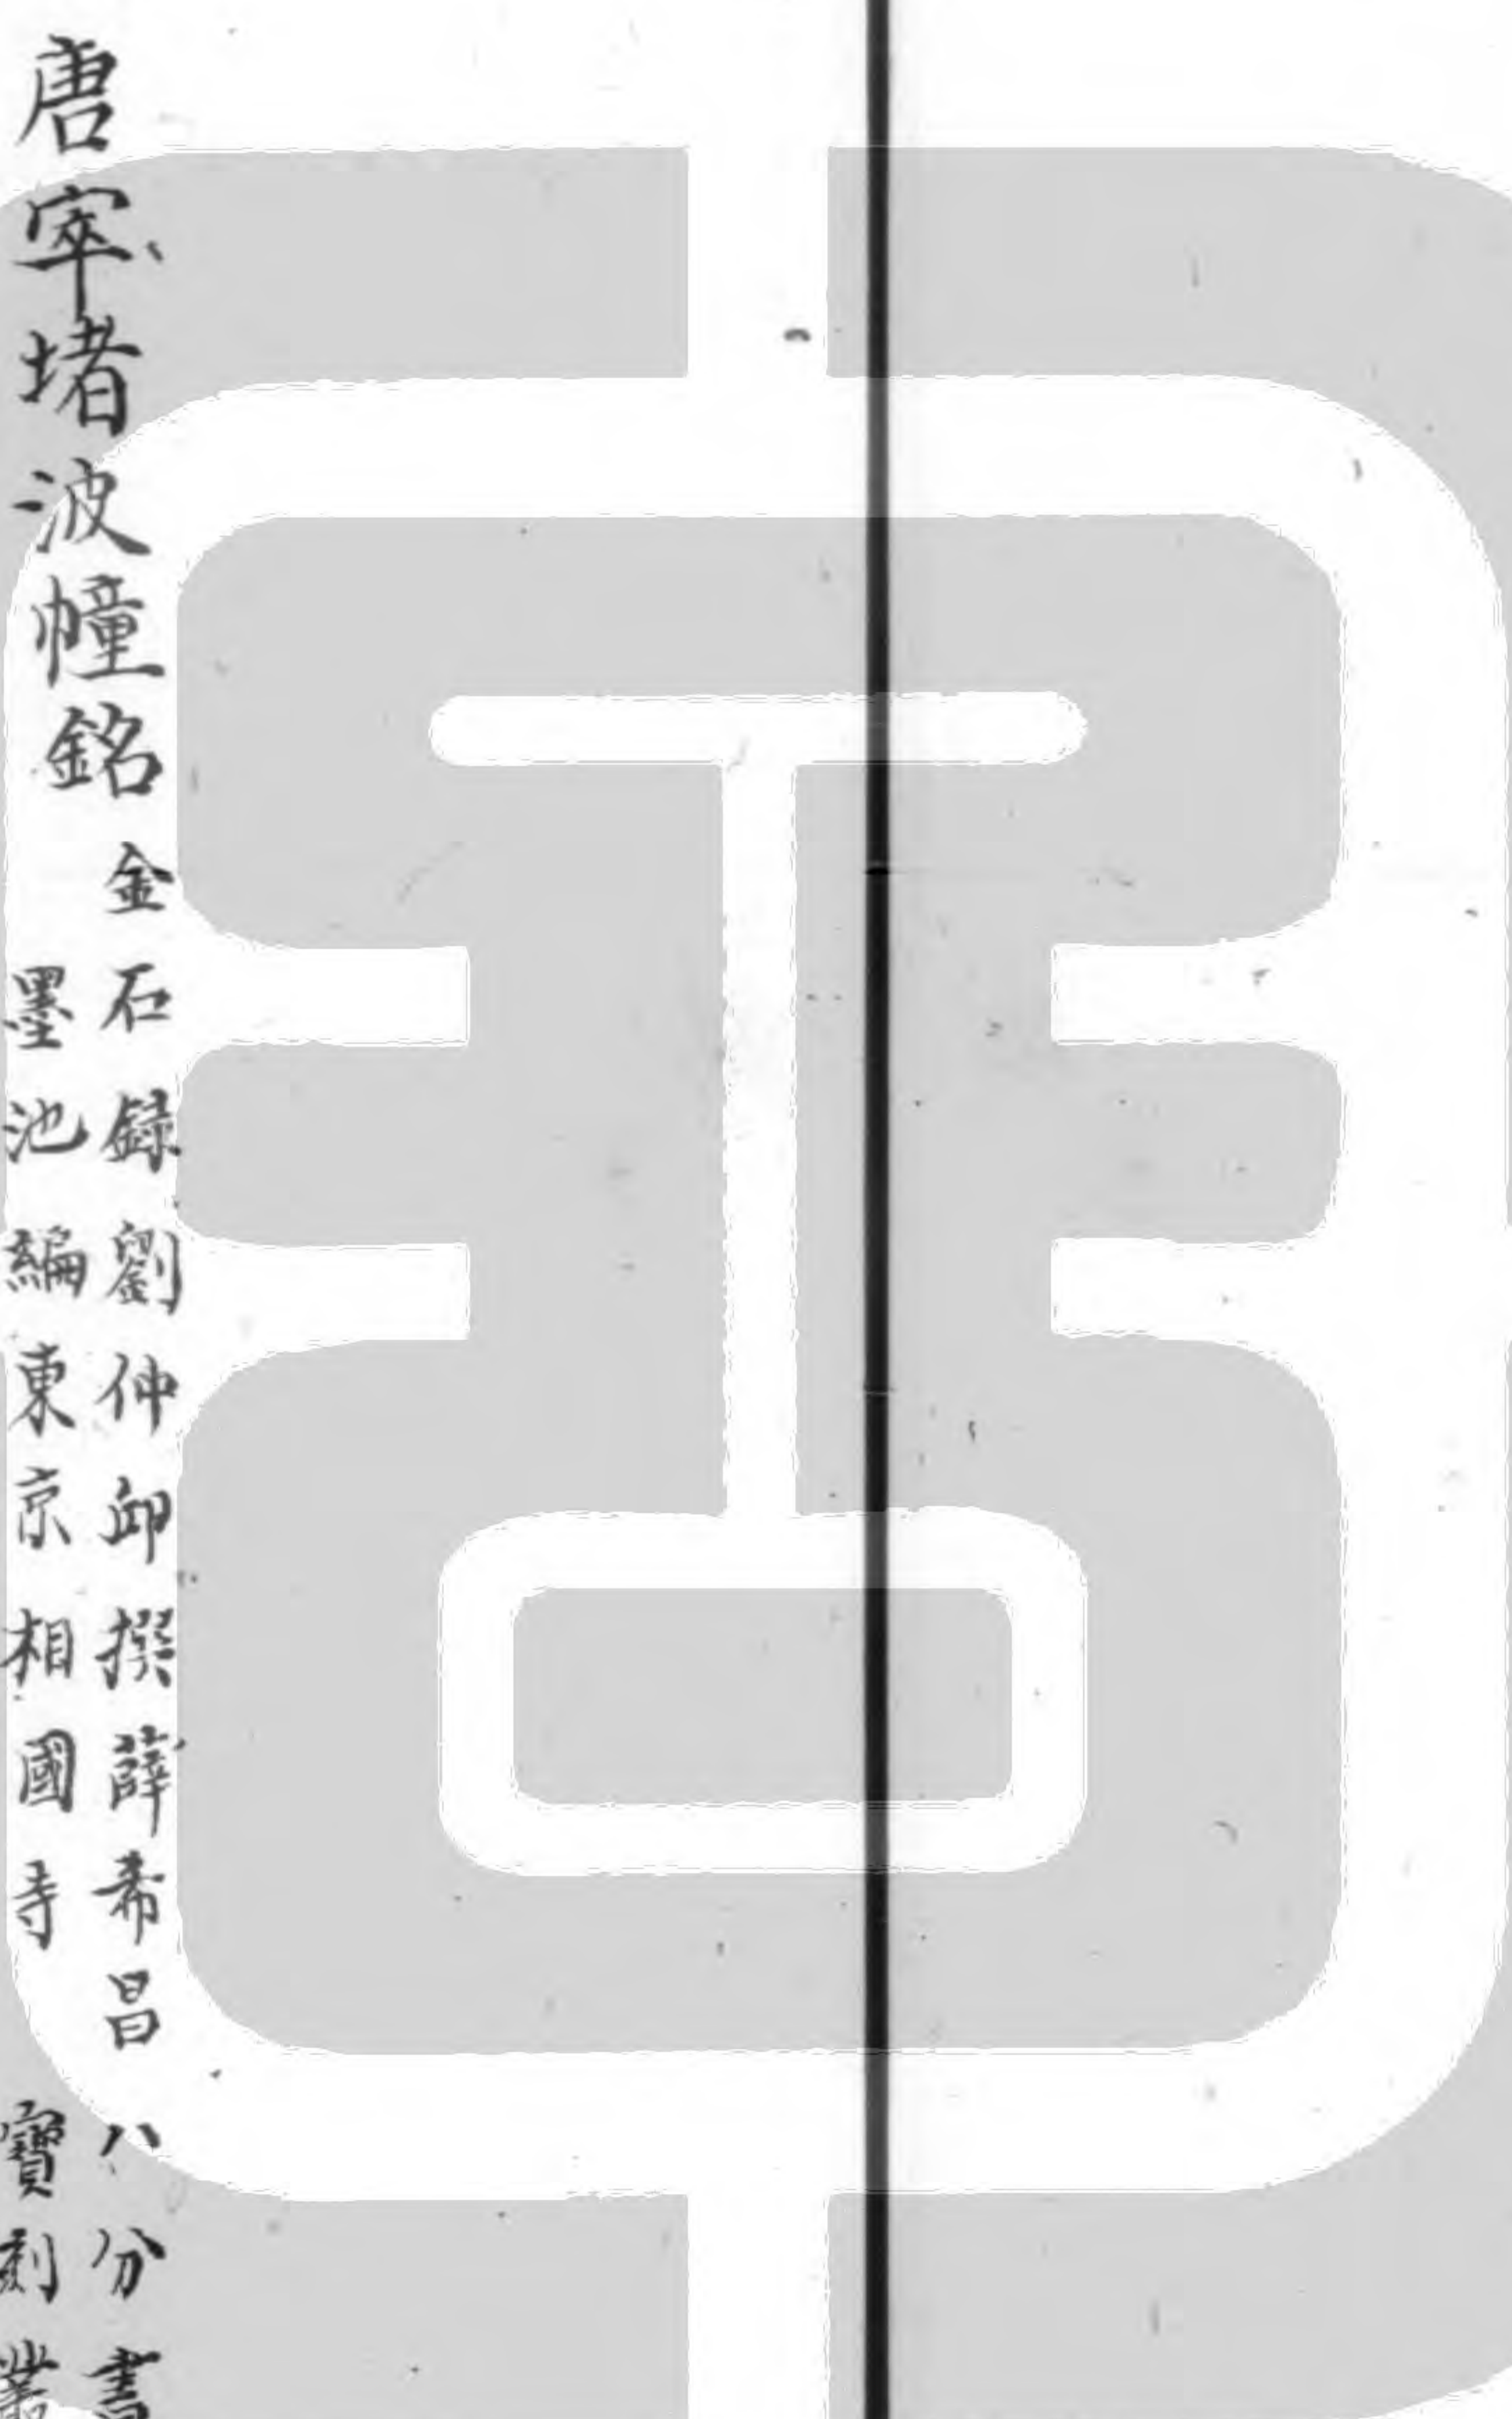 唐窣堵波幢銘
金石録劉仲邱撰薛希昌八分書
墨池編東京相國寺 寶刻叢